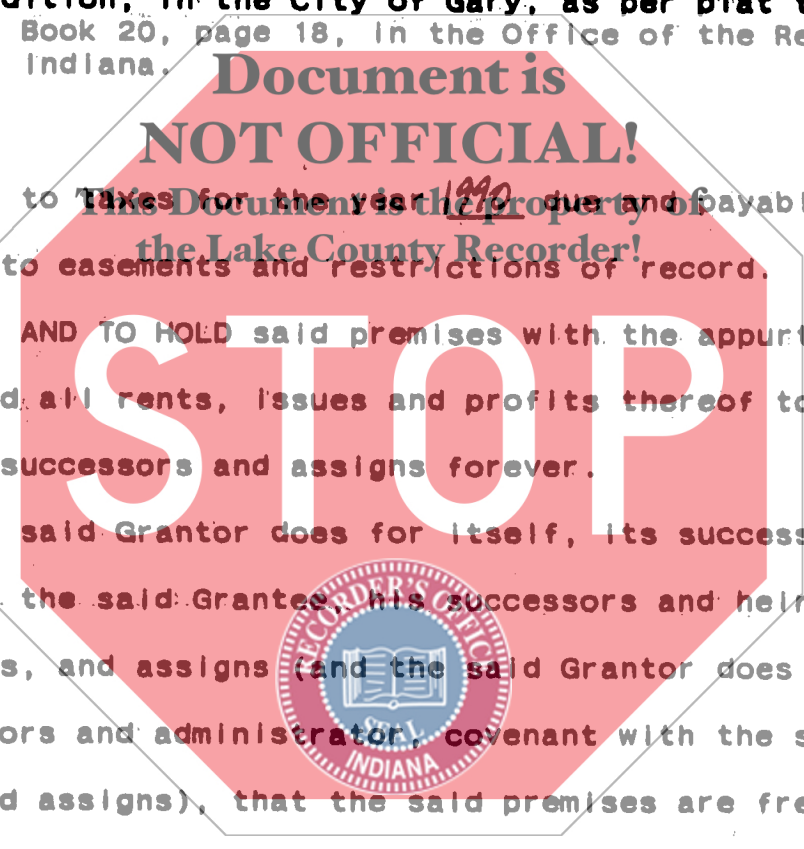 dition, in the City of Gary, as per plat
Book 20, page 18, in the Office of the Re
Indiana.
Document is
NOT OFFICIAL!
to Taxes for the year 1990 due and payabl
This Document is the property of
the Lake County Recorder!
to easements and restrictions of record.
AND TO HOLD said premises with the appurt
d all rents, issues and profits thereof to
STOP
successors and assigns forever.
said Grantor does for itself, its success
the said Grantee, his successors and heir
RECORDER'S OFFICE
s, and assigns (and the said Grantor does
SEAL
ors and administrator, covenant with the s
INDIANA
d assigns), that the said premises are fre